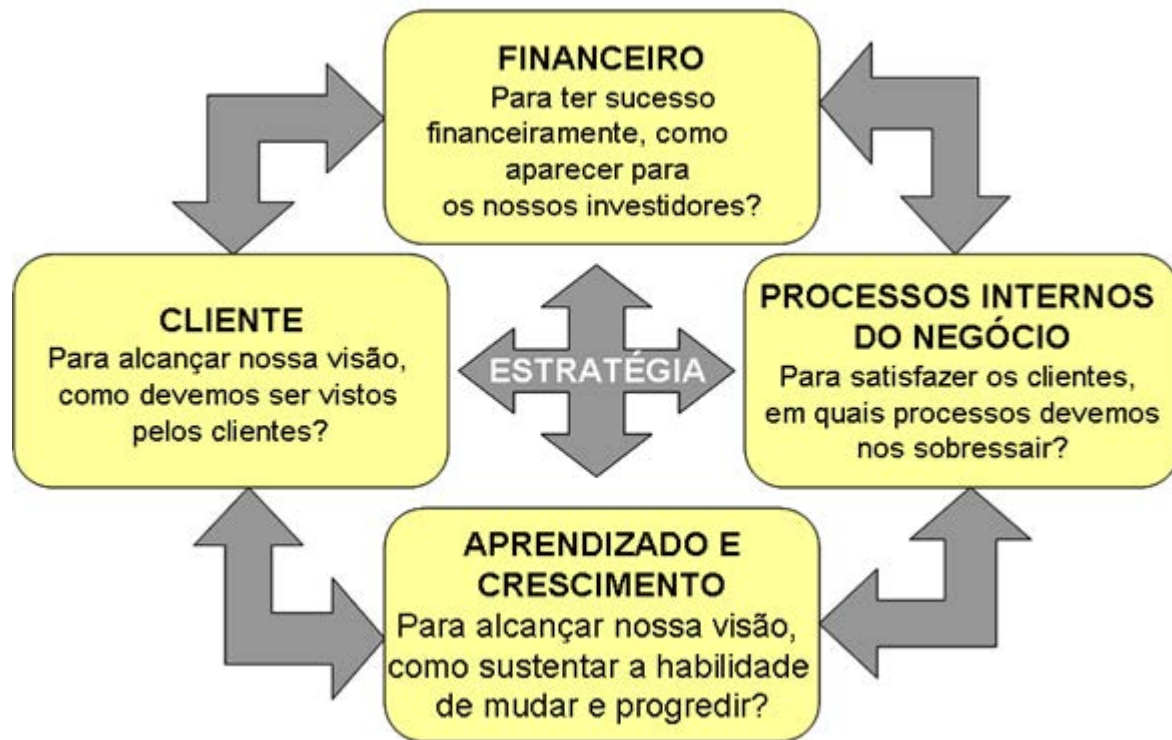 FINANCEIRO
Para ter sucesso
financeiramente, como
aparecer para
os nossos investidores?
CLIENTE
Para alcançar nossa visão,
como devemos ser vistos
pelos clientes?
ESTRATÉGIA
PROCESSOS INTERNOS
DO NEGÓCIO
Para satisfazer os clientes,
em quais processos devemos
nos sobressair?
APRENDIZADO E
CRESCIMENTO
Para alcançar nossa visão,
como sustentar a habilidade
de mudar e progredir?